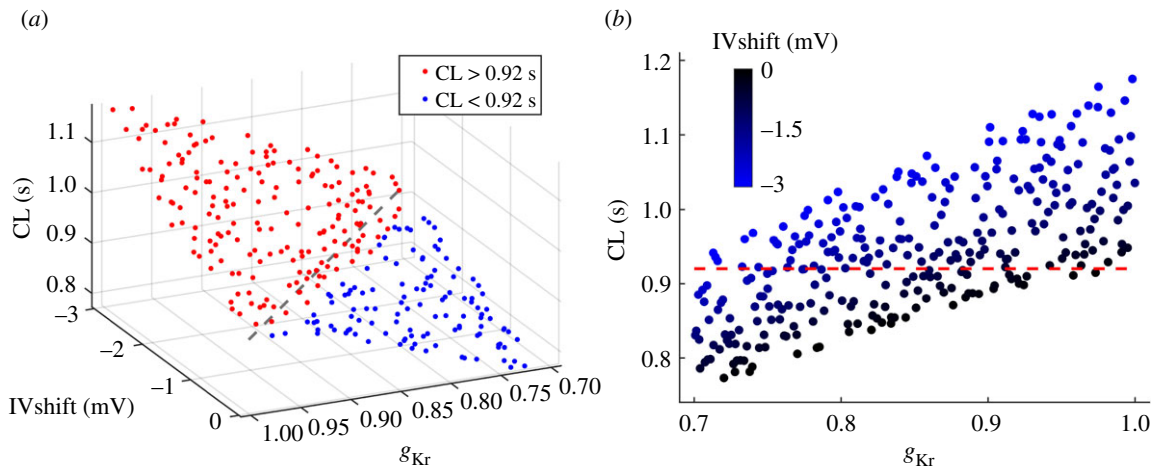 (a)
CL > 0.92 s
CL < 0.92 s
1.1
1.0
0.9
0.8
CL (s)
–3
–2
–1
0
IVshift (mV)
1.00
0.95
0.90
0.85
0.80
0.75
0.70
gKr
(b)
IVshift (mV)
0
–1.5
–3
1.2
1.1
1.0
0.9
0.8
CL (s)
0.7
0.8
0.9
1.0
gKr